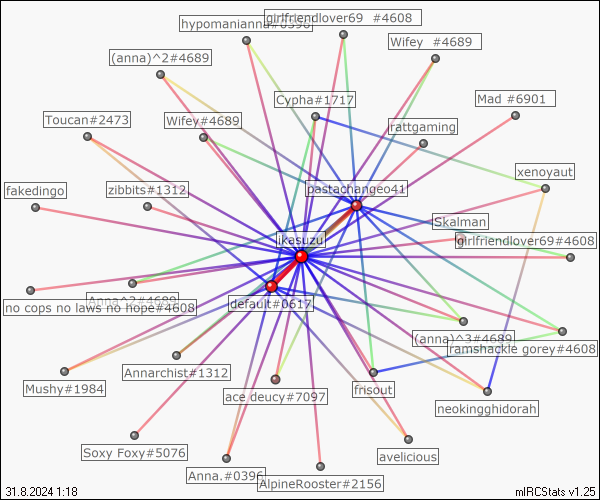 girlfriendlover69 #4608
hypomanianna#0396
Wifey #4689
(anna)^2#4689
Cypha#1717
Mad #6901
Toucan#2473
Wifey#4689
rattgaming
xenoyaut
fakedingo
zibbits#1312
pastachangeo41
Skalman
ikasuzu
girlfriendlover69#4608
Anna^2#4689
no cops no laws no hope#4608
default#0617
(anna)^3#4689
ramshackle gorey#4608
Mushy#1984
Annarchist#1312
ace deucy#7097
frisout
neokingghidorah
Soxy Foxy#5076
avelicious
Anna.#0396
AlpineRooster#2156
31.8.2024 1:18
mIRCStats v1.25